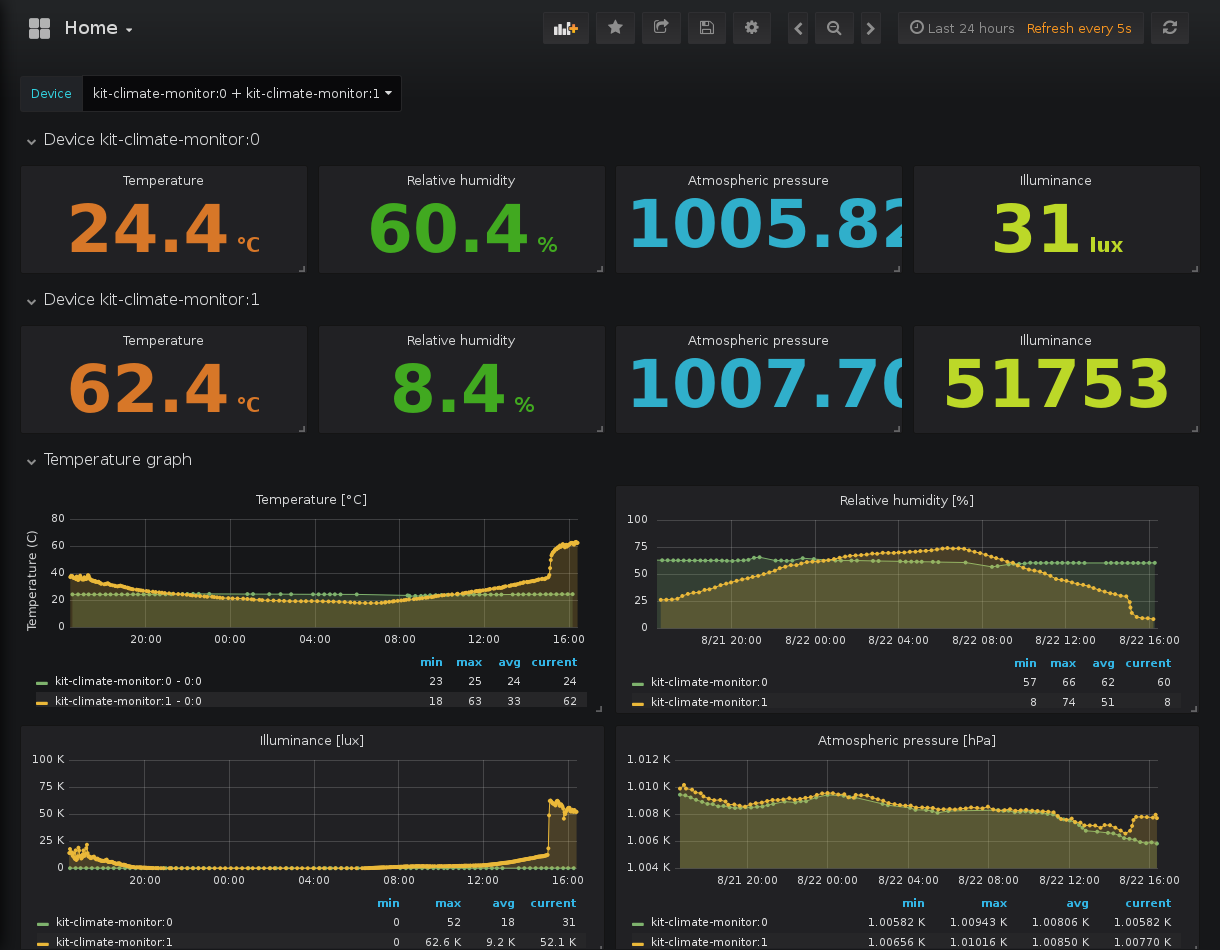 Home
Last 24 hours Refresh every 5s
Device kit-climate-monitor:0 + kit-climate-monitor:1
Device kit-climate-monitor:0
Temperature Relative humidity Atmospheric pressure Illuminance
24.4 °C 60.4 % 1005.82 31 lux
Device kit-climate-monitor:1
Temperature Relative humidity Atmospheric pressure Illuminance
62.4 °C 8.4 % 1007.70 51753
Temperature graph
Temperature [°C]
Temperature (C)
80
60
40
20
0
20:00 00:00 04:00 08:00 12:00 16:00
min max avg current
kit-climate-monitor:0 - 0:0 23 25 24 24
kit-climate-monitor:1 - 0:0 18 63 33 62
Relative humidity [%]
100
75
50
25
0
8/21 20:00 8/22 00:00 8/22 04:00 8/22 08:00 8/22 12:00 8/22 16:00
min max avg current
kit-climate-monitor:0 57 66 62 60
kit-climate-monitor:1 8 74 51 8
Illuminance [lux]
100 K
75 K
50 K
25 K
0
20:00 00:00 04:00 08:00 12:00 16:00
min max avg current
kit-climate-monitor:0 0 52 18 31
kit-climate-monitor:1 0 62.6 K 9.2 K 52.1 K
Atmospheric pressure [hPa]
1.012 K
1.010 K
1.008 K
1.006 K
1.004 K
8/21 20:00 8/22 00:00 8/22 04:00 8/22 08:00 8/22 12:00 8/22 16:00
min max avg current
kit-climate-monitor:0 1.00582 K 1.00943 K 1.00806 K 1.00582 K
kit-climate-monitor:1 1.00656 K 1.01016 K 1.00850 K 1.00770 K